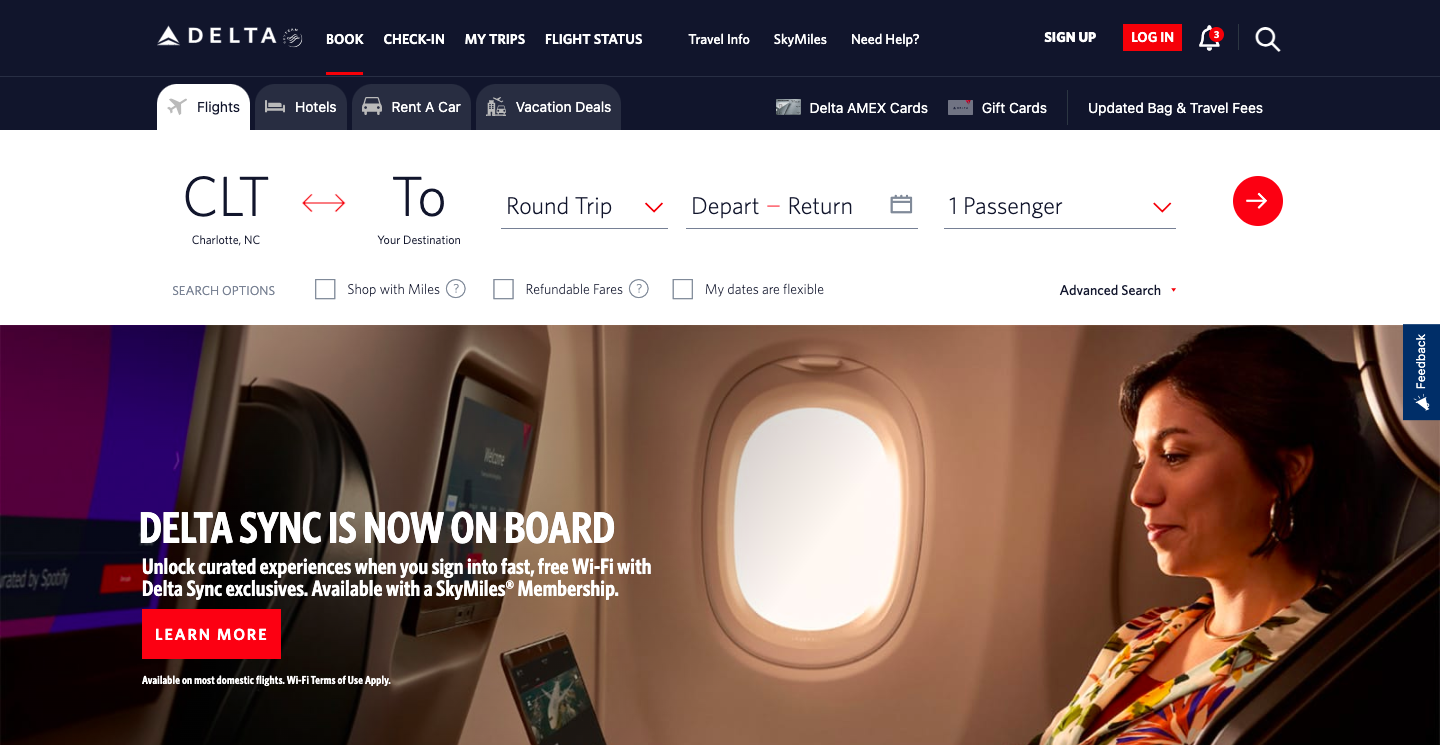 DELTA
BOOK
CHECK-IN
MY TRIPS
FLIGHT STATUS
Travel Info
SkyMiles
Need Help?
SIGN UP
LOG IN
3
Flights
Hotels
Rent A Car
Vacation Deals
Delta AMEX Cards
Gift Cards
Updated Bag & Travel Fees
CLT
To
Charlotte, NC
Your Destination
Round Trip
Depart – Return
1 Passenger
SEARCH OPTIONS
Shop with Miles ?
Refundable Fares ?
My dates are flexible
Advanced Search
Feedback
Welcome
DELTA SYNC IS NOW ON BOARD
Unlock curated experiences when you sign into fast, free Wi-Fi with
Delta Sync exclusives. Available with a SkyMiles® Membership.
by Spotify
LEARN MORE
Available on most domestic flights. Wi-Fi Terms of Use Apply.